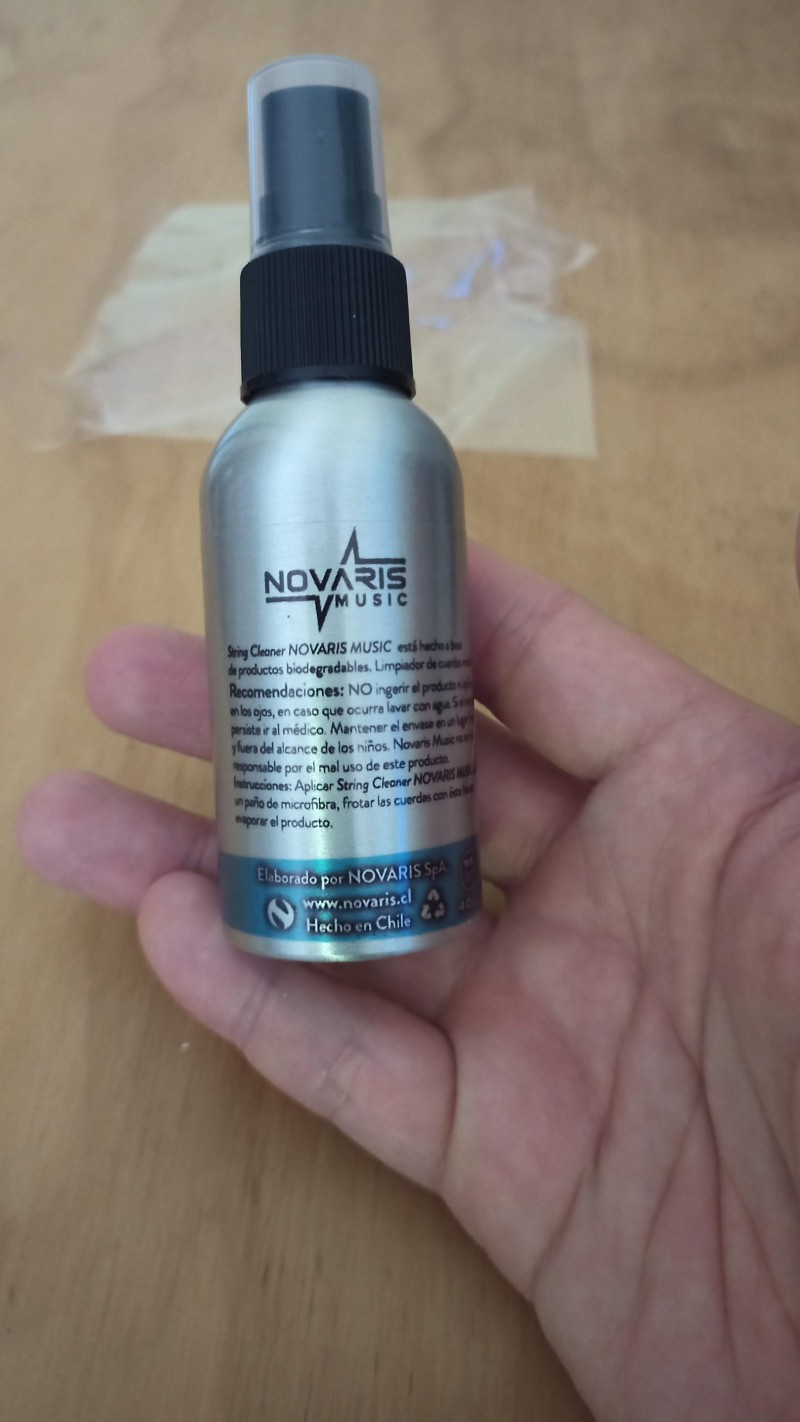 NOVARIS
MUSIC
String Cleaner NOVARIS MUSIC está hecho a base
de productos biodegradables. Limpiador de cuerdas
Recomendaciones: NO ingerir el producto
en los ojos, en caso que ocurra lavar con agua. Si
persiste ir al médico. Mantener el envase en un lugar
y fuera del alcance de los niños. Novaris Music no
responsable por el mal uso de este producto.
Instrucciones: Aplicar String Cleaner NOVARIS MUSIC
un paño de microfibra, frotar las cuerdas con éste
evaporar el producto.
Elaborado por NOVARIS SpA.
www.novaris.cl
Hecho en Chile